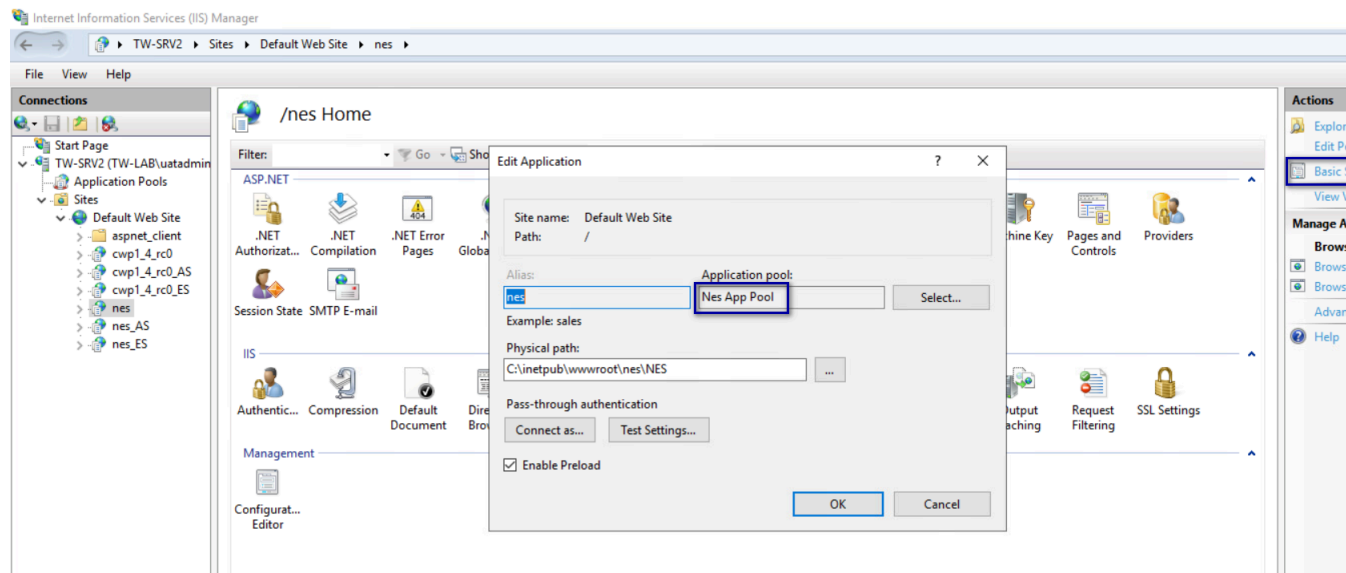 Internet Information Services (IIS) Manager
TW-SRV2 Sites Default Web Site nes
File View Help
Connections
Start Page
TW-SRV2 (TW-LAB\uatadmin
Application Pools
Sites
Default Web Site
aspnet_client
cwp1_4_rc0
cwp1_4_rc0_AS
cwp1_4_rc0_ES
nes
nes_AS
nes_ES
/nes Home
Filter: Go Sho
ASP.NET
.NET Authorizat...
.NET Compilation
.NET Error Pages
404
.N
Globa
chine Key
Pages and Controls
Providers
Session State
SMTP E-mail
IIS
Authentic...
Compression
Default Document
Dire
Brow
Output
aching
Request Filtering
SSL Settings
Management
Configurat...
Editor
Edit Application
?
Site name: Default Web Site
Path: /
Alias:
nes
Application pool:
Nes App Pool
Select...
Example: sales
Physical path:
C:\inetpub\wwwroot\nes\NES
...
Pass-through authentication
Connect as...
Test Settings...
Enable Preload
OK
Cancel
Actions
Explor
Edit Pe
Basic S
View V
Manage A
Brows
Brows
Brows
Advan
Help